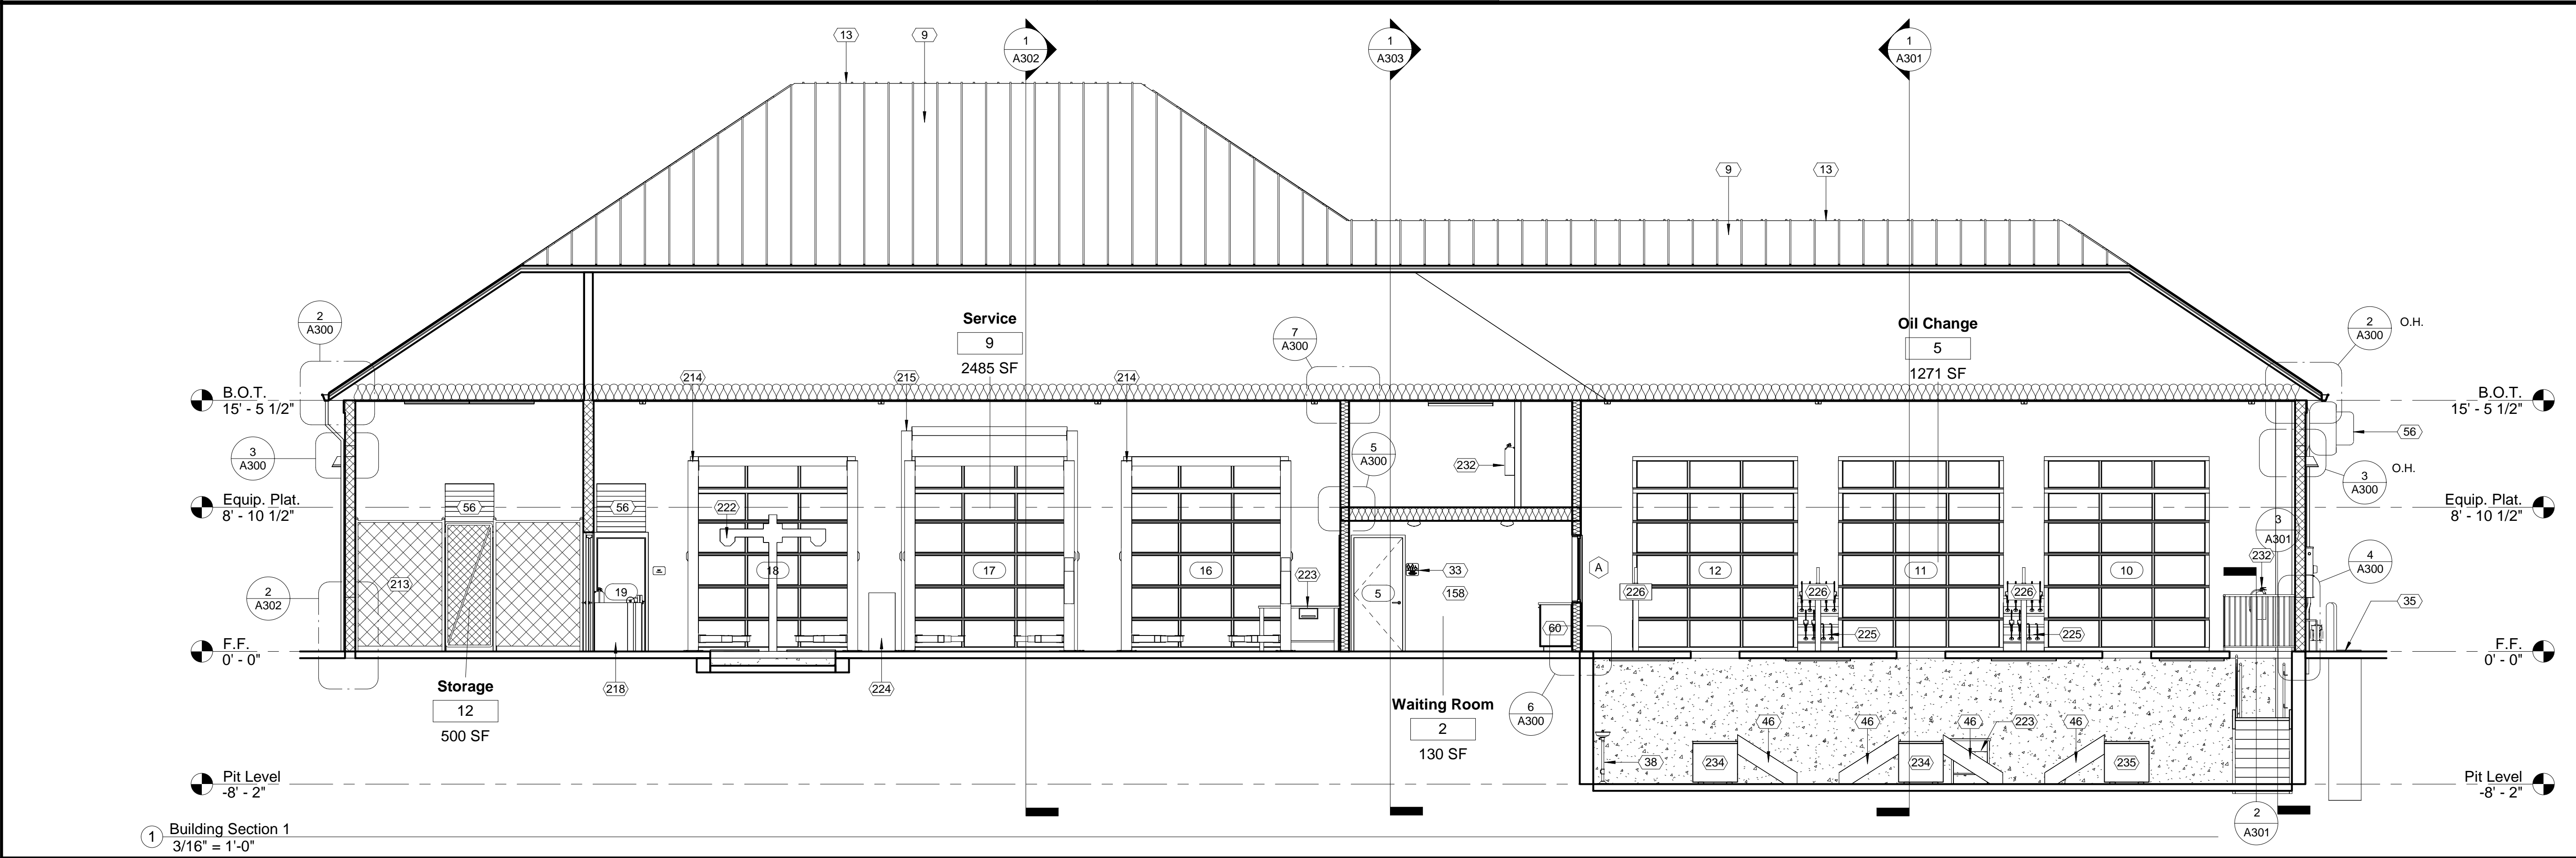 13
9
1
A302
1
A303
1
A301
9
13
2
A300
Service
9
2485 SF
7
A300
Oil Change
5
1271 SF
2
A300
O.H.
B.O.T.
15' - 5 1/2"
214
215
214
B.O.T.
15' - 5 1/2"
56
3
A300
5
A300
232
3
A300
O.H.
Equip. Plat.
8' - 10 1/2"
56
56
222
Equip. Plat.
8' - 10 1/2"
3
A301
232
4
A300
213
2
A302
19
18
17
16
223
5
33
158
A
60
226
12
226
225
11
226
225
10
35
F.F.
0' - 0"
F.F.
0' - 0"
218
224
Storage
12
500 SF
Waiting Room
2
130 SF
6
A300
38
234
46
46
234
46
223
46
235
Pit Level
-8' - 2"
Pit Level
-8' - 2"
2
A301
1
Building Section 1
3/16" = 1'-0"